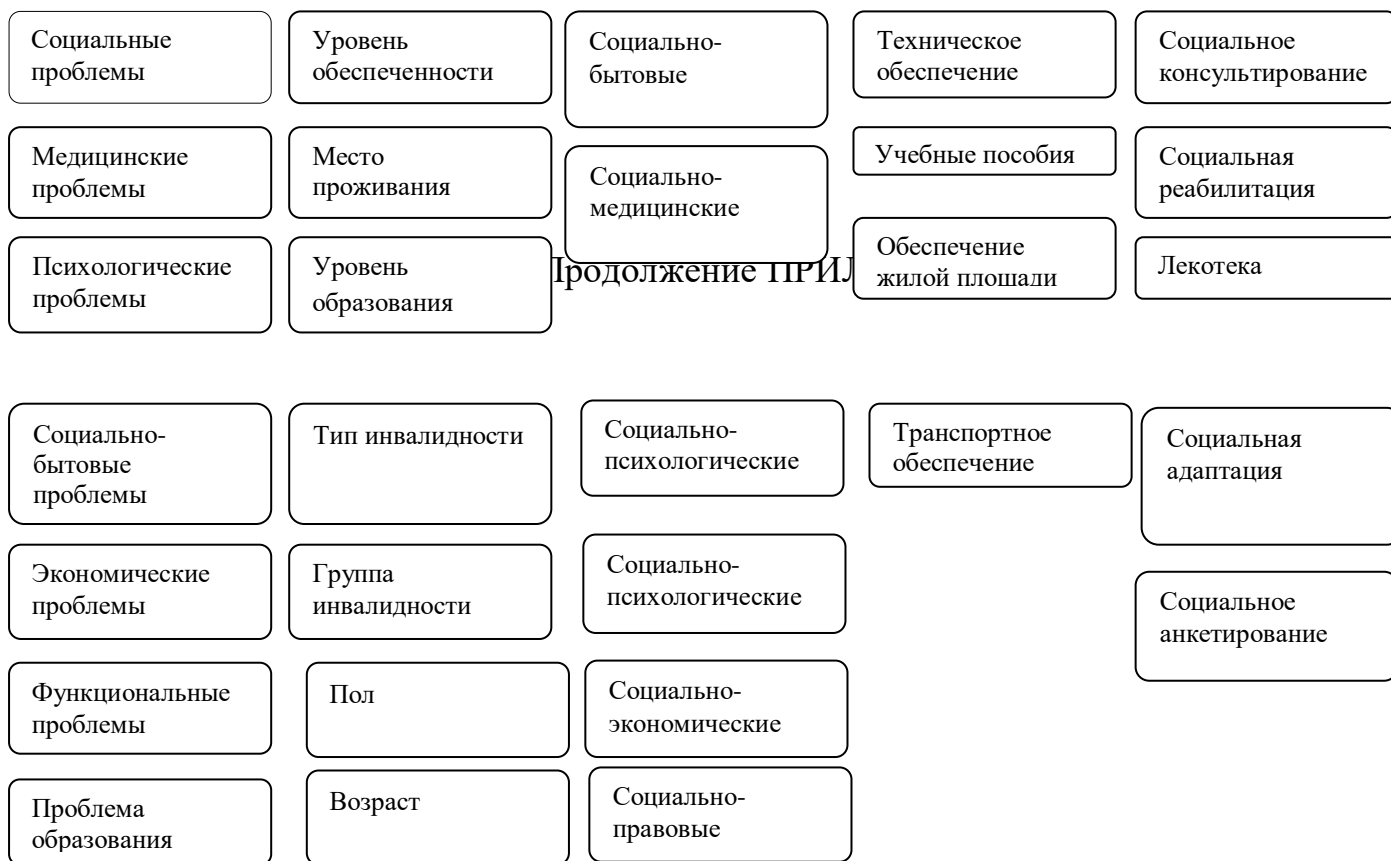 Социальные
проблемы
Уровень
обеспеченности
Социально-
бытовые
Техническое
обеспечение
Социальное
консультирование
Медицинские
проблемы
Место
проживания
Социально-
медицинские
Учебные пособия
Социальная
реабилитация
Психологические
проблемы
Уровень
образования
Продолжение ПРИЛ
Обеспечение
жилой площади
Лекотека
Социально-
бытовые
проблемы
Тип инвалидности
Социально-
психологические
Транспортное
обеспечение
Социальная
адаптация
Экономические
проблемы
Группа
инвалидности
Социально-
психологические
Социальное
анкетирование
Функциональные
проблемы
Пол
Социально-
экономические
Проблема
образования
Возраст
Социально-
правовые